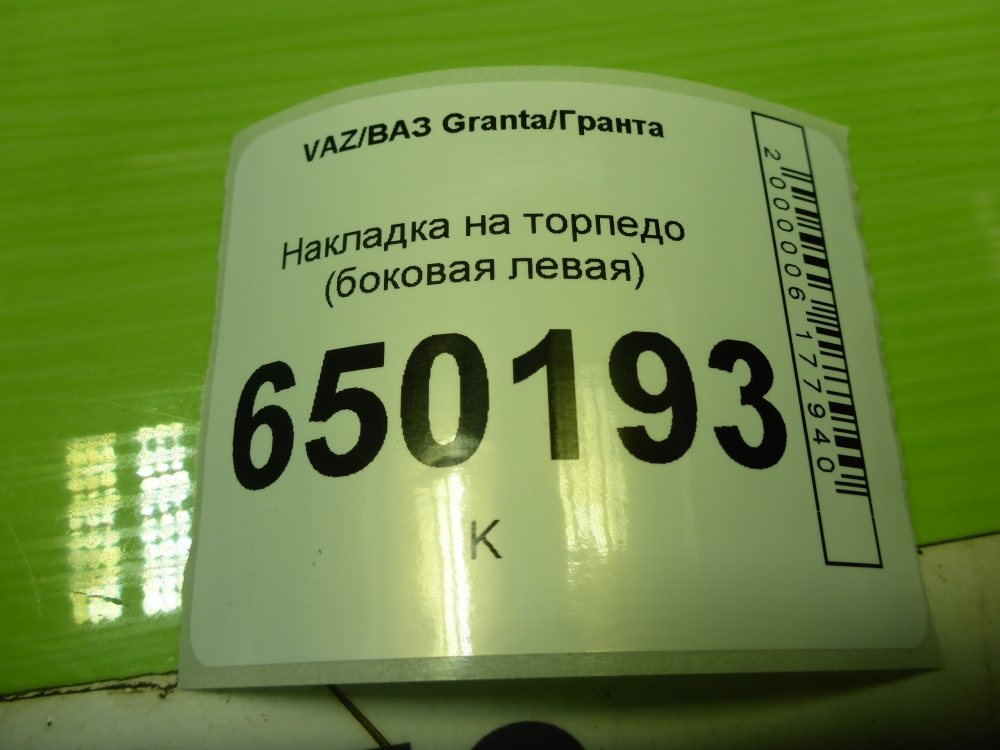 VAZ/ВАЗ Granta/Гранта
Накладка на торпедо
(боковая левая)
650193
К
2000006177940